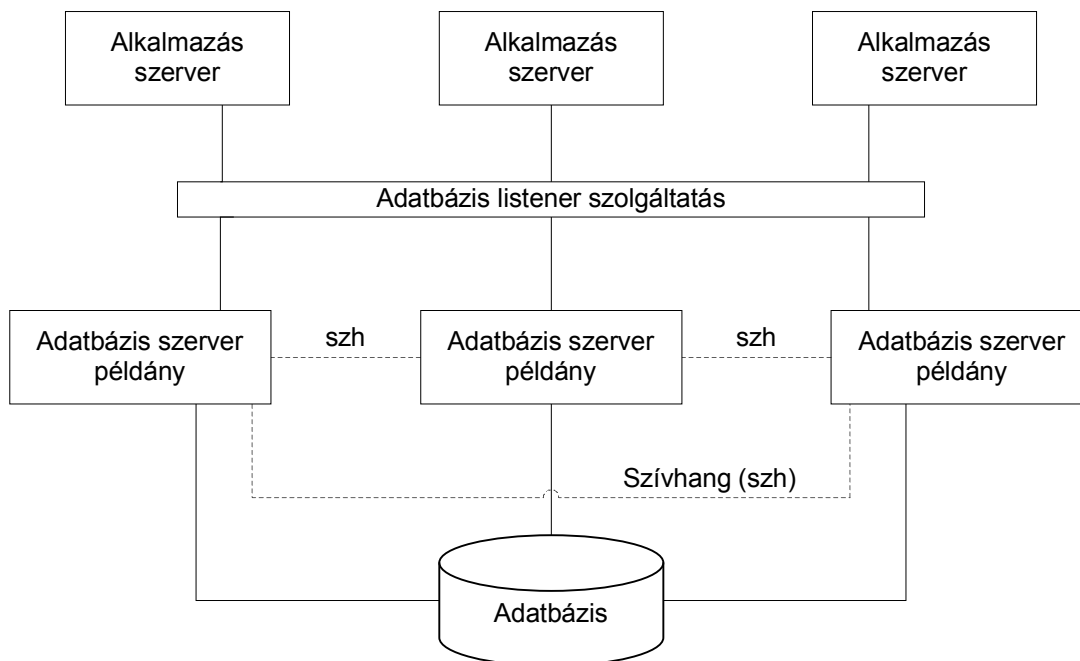 Alkalmazás
szerver
Alkalmazás
szerver
Alkalmazás
szerver
Adatbázis listener szolgáltatás
Adatbázis szerver
példány
szh
Adatbázis szerver
példány
szh
Adatbázis szerver
példány
Szívhang (szh)
Adatbázis